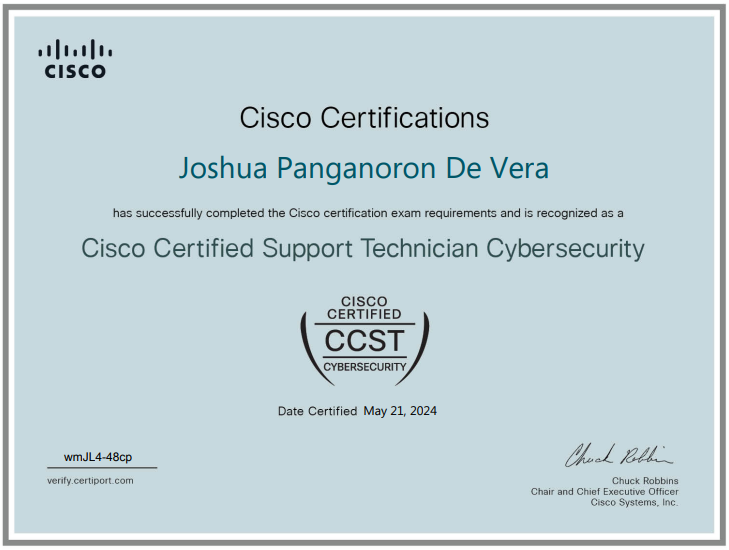 CISCO
Cisco Certifications
Joshua Panganoron De Vera
has successfully completed the Cisco certification exam requirements and is recognized as a
Cisco Certified Support Technician Cybersecurity
CISCO
CERTIFIED
CCST
CYBERSECURITY
Date Certified May 21, 2024
wmJL4-48cp
verify.certiport.com
Chuck Robbins
Chuck Robbins
Chair and Chief Executive Officer
Cisco Systems, Inc.